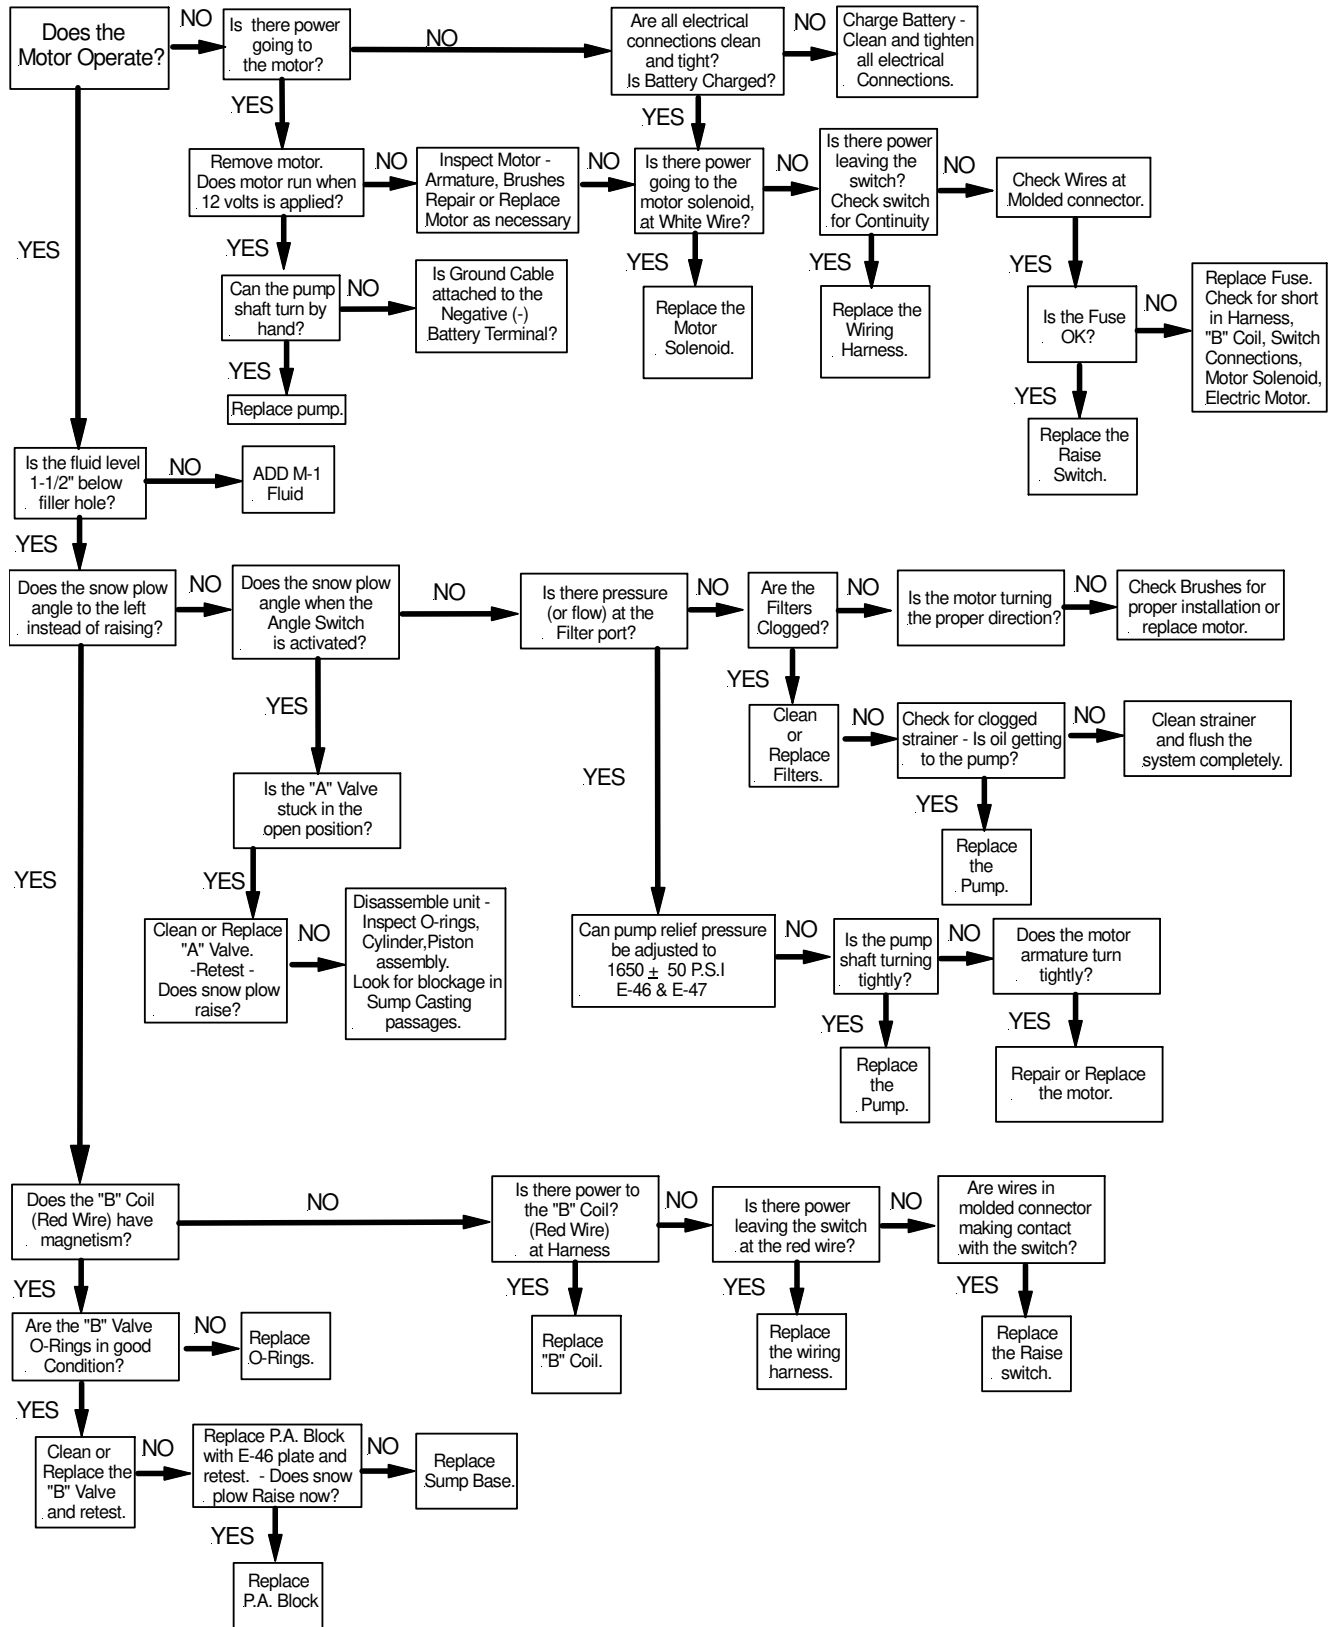 Does the
Motor Operate?
NO
Is there power
going to
the motor?
NO
Are all electrical
connections clean
and tight?
Is Battery Charged?
NO
Charge Battery -
Clean and tighten
all electrical
Connections.
YES
YES
Remove motor.
Does motor run when
12 volts is applied?
NO
Inspect Motor -
Armature, Brushes
Repair or Replace
Motor as necessary
NO
Is there power
going to the
motor solenoid,
at White Wire?
NO
Is there power
leaving the
switch?
Check switch
for Continuity
NO
Check Wires at
Molded connector.
YES
YES
YES
YES
YES
Can the pump
shaft turn by
hand?
NO
Is Ground Cable
attached to the
Negative (-)
Battery Terminal?
Replace the
Motor
Solenoid.
Replace the
Wiring
Harness.
Is the Fuse
OK?
NO
Replace Fuse.
Check for short
in Harness,
"B" Coil, Switch
Connections,
Motor Solenoid,
Electric Motor.
YES
Replace pump.
YES
Replace the
Raise
Switch.
Is the fluid level
1-1/2" below
filler hole?
NO
ADD M-1
Fluid
YES
Does the snow plow
angle to the left
instead of raising?
NO
Does the snow plow
angle when the
Angle Switch
is activated?
NO
Is there pressure
(or flow) at the
Filter port?
NO
Are the
Filters
Clogged?
NO
Is the motor turning
the proper direction?
NO
Check Brushes for
proper installation or
replace motor.
YES
YES
YES
YES
Clean
or
Replace
Filters.
NO
Check for clogged
strainer - Is oil getting
to the pump?
NO
Clean strainer
and flush the
system completely.
YES
Replace
the
Pump.
Is the "A" Valve
stuck in the
open position?
YES
Clean or Replace
"A" Valve.
-Retest -
Does snow plow
raise?
NO
Disassemble unit -
Inspect O-rings,
Cylinder,Piston
assembly.
Look for blockage in
Sump Casting
passages.
Can pump relief pressure
be adjusted to
1650 ± 50 P.S.I
E-46 & E-47
NO
Is the pump
shaft turning
tightly?
NO
Does the motor
armature turn
tightly?
YES
YES
Replace
the
Pump.
Repair or Replace
the motor.
Does the "B" Coil
(Red Wire) have
magnetism?
NO
Is there power to
the "B" Coil?
(Red Wire)
at Harness
NO
Is there power
leaving the switch
at the red wire?
NO
Are wires in
molded connector
making contact
with the switch?
YES
YES
YES
YES
Are the "B" Valve
O-Rings in good
Condition?
NO
Replace
O-Rings.
Replace
"B" Coil.
Replace
the wiring
harness.
Replace
the Raise
switch.
YES
Clean or
Replace the
"B" Valve
and retest.
NO
Replace P.A. Block
with E-46 plate and
retest. - Does snow
plow Raise now?
NO
Replace
Sump Base.
YES
Replace
P.A. Block